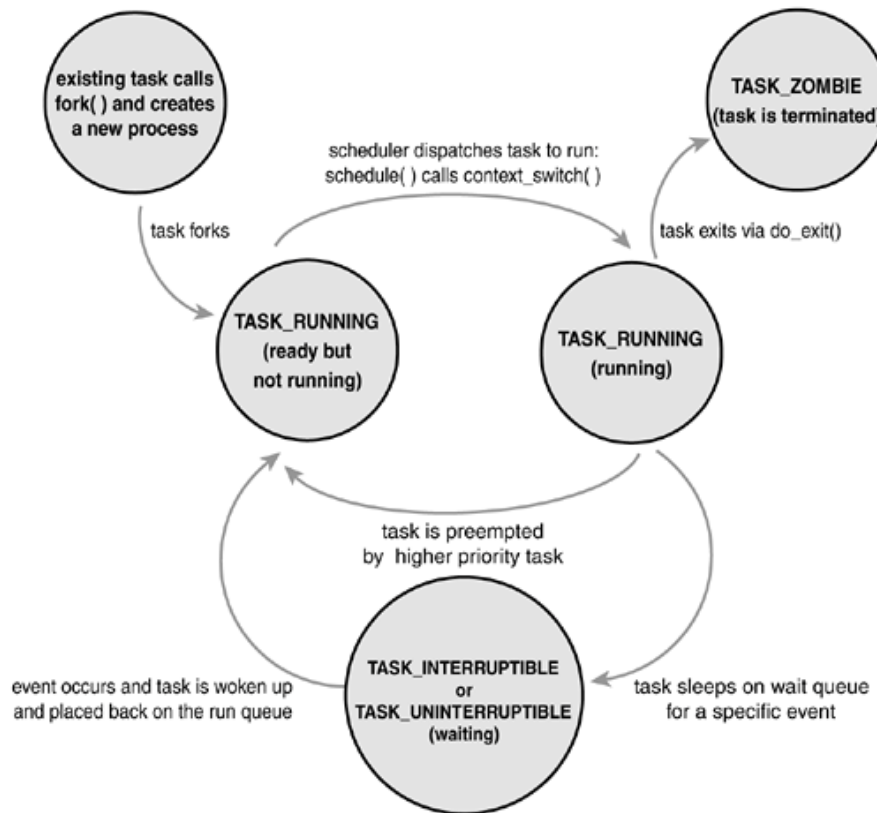 existing task calls
fork( ) and creates
a new process
TASK_ZOMBIE
(task is terminated)
scheduler dispatches task to run:
schedule( ) calls context_switch( )
task forks
task exits via do_exit()
TASK_RUNNING
(ready but
not running)
TASK_RUNNING
(running)
task is preempted
by higher priority task
event occurs and task is woken up
and placed back on the run queue
TASK_INTERRUPTIBLE
or
TASK_UNINTERRUPTIBLE
(waiting)
task sleeps on wait queue
for a specific event